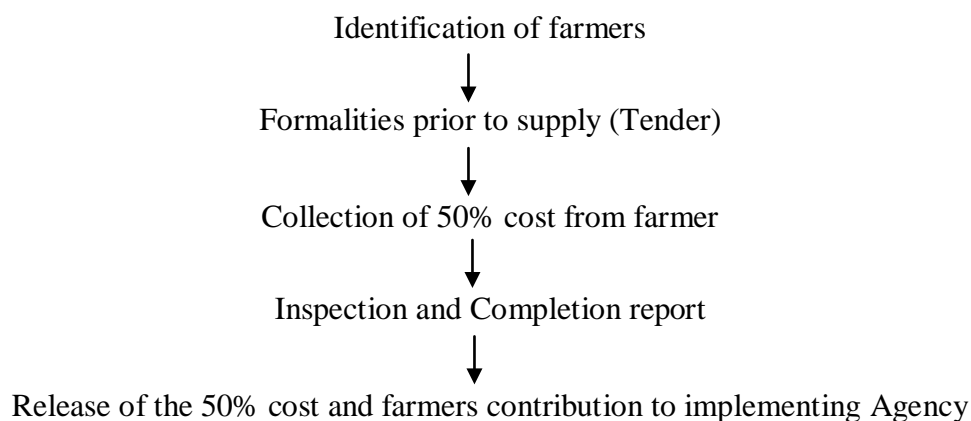 Identification of farmers
Formalities prior to supply (Tender)
Collection of 50% cost from farmer
Inspection and Completion report
Release of the 50% cost and farmers contribution to implementing Agency